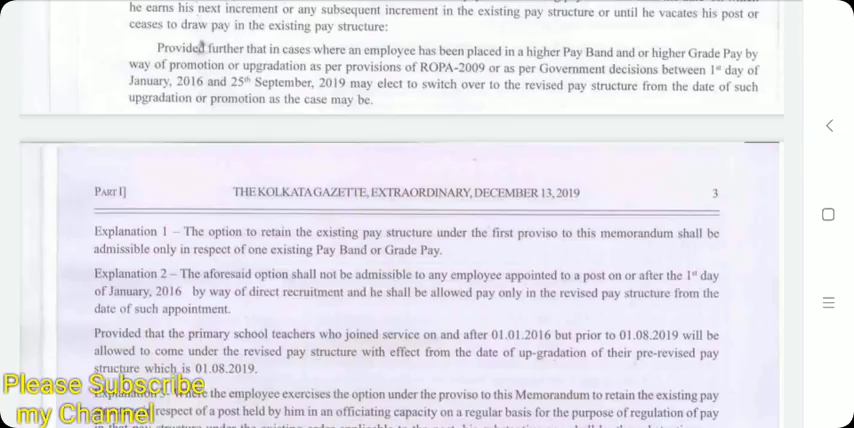 he earns his next increment or any subsequent increment in the existing pay structure or until he vacates his post or
ceases to draw pay in the existing pay structure:
Provided further that in cases where an employee has been placed in a higher Pay Band and or higher Grade Pay by
way of promotion or upgradation as per provisions of ROPA-2009 or as per Government decisions between 1st day of
January, 2016 and 25th September, 2019 may elect to switch over to the revised pay structure from the date of such
upgradation or promotion as the case may be.
PART I] THE KOLKATA GAZETTE, EXTRAORDINARY, DECEMBER 13, 2019 3
Explanation 1 – The option to retain the existing pay structure under the first proviso to this memorandum shall be
admissible only in respect of one existing Pay Band or Grade Pay.
Explanation 2 – The aforesaid option shall not be admissible to any employee appointed to a post on or after the 1st day
of January, 2016 by way of direct recruitment and he shall be allowed pay only in the revised pay structure from the
date of such appointment.
Provided that the primary school teachers who joined service on and after 01.01.2016 but prior to 01.08.2019 will be
allowed to come under the revised pay structure with effect from the date of up-gradation of their pre-revised pay
structure which is 01.08.2019.
Please Subscribe
my Channel
the employee exercises the option under the proviso to this Memorandum to retain the existing pay
respect of a post held by him in an officiating capacity on a regular basis for the purpose of regulation of pay